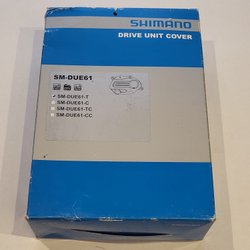 SHIMANO
DRIVE UNIT COVER
SM-DUE61
SM-DUE61-T
SM-DUE61-C
SM-DUE61-TC
SM-DUE61-CC